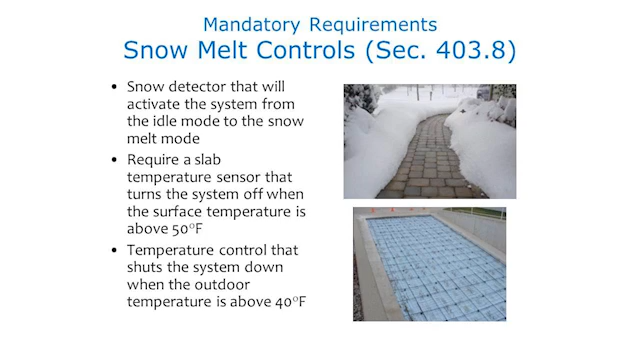 Mandatory Requirements
Snow Melt Controls (Sec. 403.8)
• Snow detector that will
activate the system from
the idle mode to the snow
melt mode
• Require a slab
temperature sensor that
turns the system off when
the surface temperature is
above 50°F
• Temperature control that
shuts the system down
when the outdoor
temperature is above 40°F